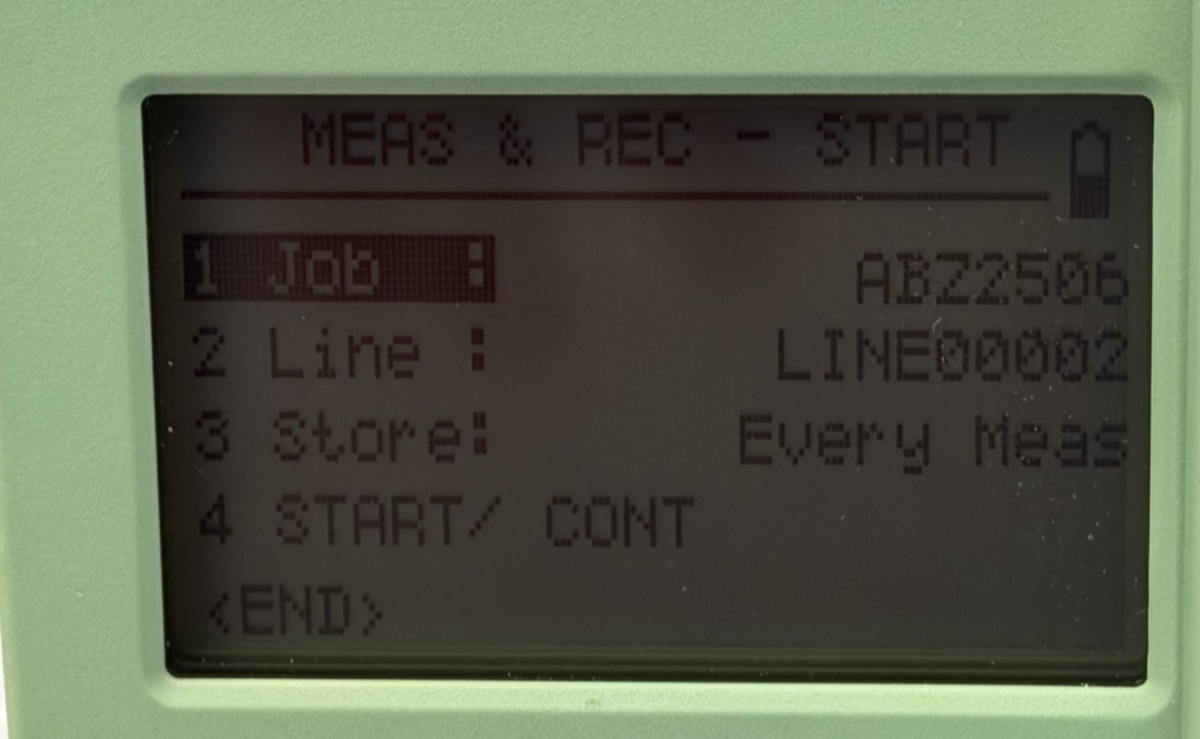 MEAS & REC - START
1 Job : ABZ2506
2 Line : LINE00002
3 Store: Every Meas
4 START/ CONT
<END>